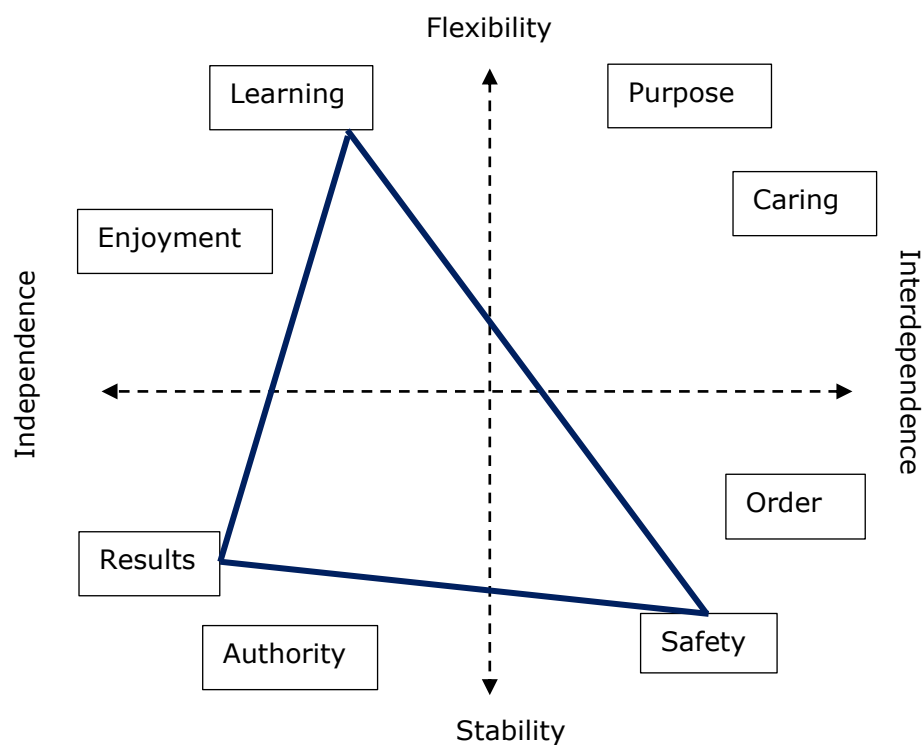 Flexibility
Learning
Purpose
Caring
Enjoyment
Independence
Interdependence
Order
Results
Authority
Safety
Stability